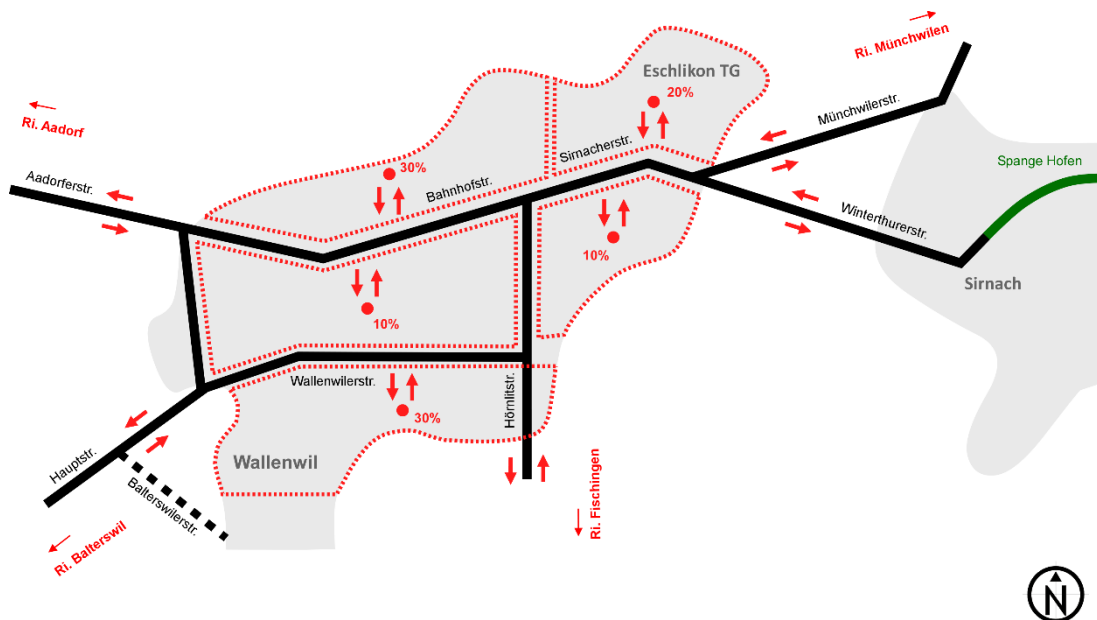 Ri. Münchwilen
Eschlikon TG
20%
Münchwilerstr.
Ri. Aadorf
Sirnacherstr.
Spange Hofen
30%
Bahnhofstr.
Aadorferstr.
Winterthurerstr.
10%
Sirnach
10%
Wallenwilerstr.
Hörnlitstr.
30%
Wallenwil
Hauptstr.
Balterswilerstr.
Ri. Fischingen
Ri. Balterswil
N